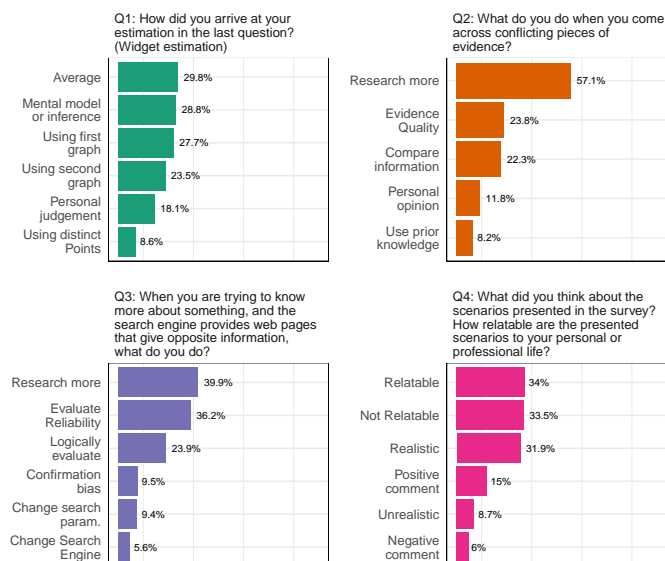 Q1: How did you arrive at your
estimation in the last question?
(Widget estimation)
Average
29.8%
Mental model
or inference
28.8%
Using first
graph
27.7%
Using second
graph
23.5%
Personal
judgement
18.1%
Using distinct
Points
8.6%
Q2: What do you do when you come
across conflicting pieces of
evidence?
Research more
57.1%
Evidence
Quality
23.8%
Compare
information
22.3%
Personal
opinion
11.8%
Use prior
knowledge
8.2%
Q3: When you are trying to know
more about something, and the
search engine provides web pages
that give opposite information,
what do you do?
Research more
39.9%
Evaluate
Reliability
36.2%
Logically
evaluate
23.9%
Confirmation
bias
9.5%
Change search
param.
9.4%
Change Search
Engine
5.6%
Q4: What did you think about the
scenarios presented in the survey?
How relatable are the presented
scenarios to your personal or
professional life?
Relatable
34%
Not Relatable
33.5%
Realistic
31.9%
Positive
comment
15%
Unrealistic
8.7%
Negative
comment
6%